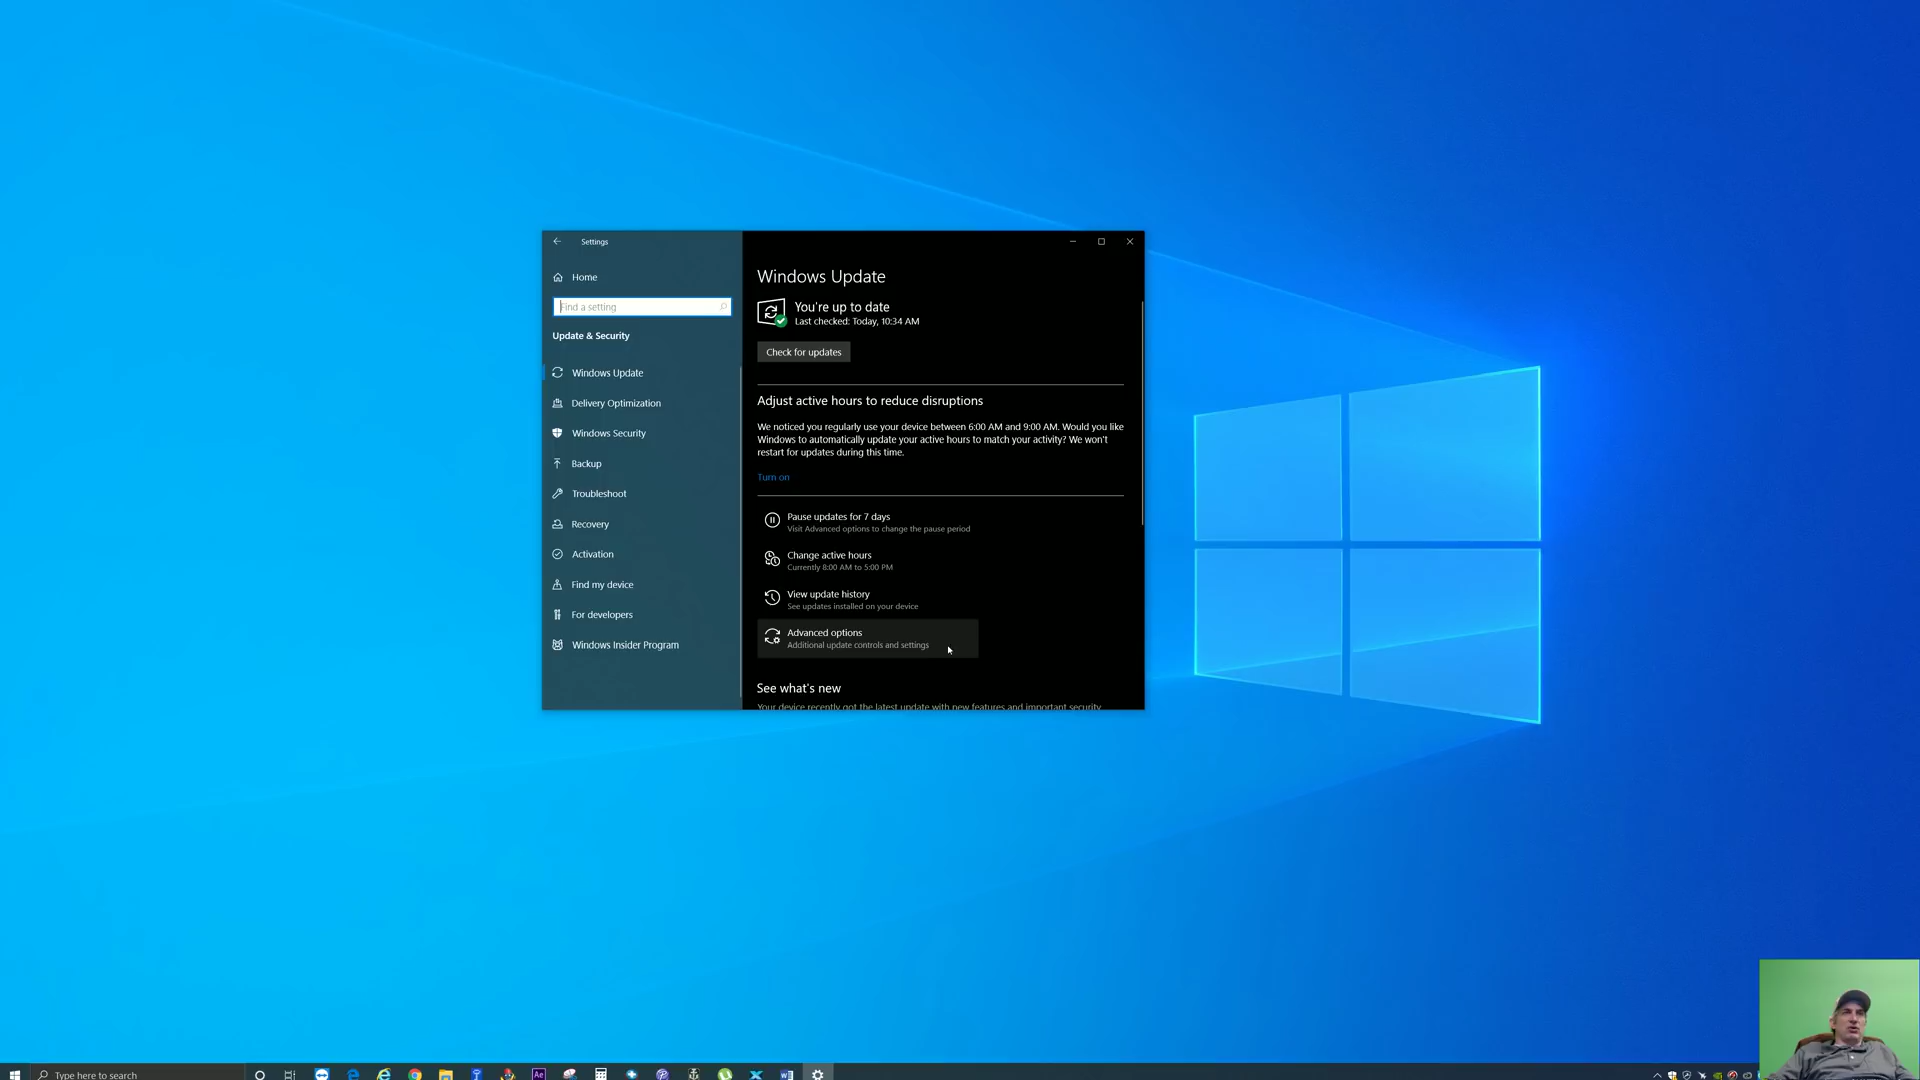 Settings
Home
Find a setting
Update & Security
Windows Update
Delivery Optimization
Windows Security
Backup
Troubleshoot
Recovery
Activation
Find my device
For developers
Windows Insider Program
Windows Update
You're up to date
Last checked: Today, 10:34 AM
Check for updates
Adjust active hours to reduce disruptions
We noticed you regularly use your device between 6:00 AM and 9:00 AM. Would you like
Windows to automatically update your active hours to match your activity? We won't
restart for updates during this time.
Turn on
Pause updates for 7 days
Visit Advanced options to change the pause period
Change active hours
Currently 8:00 AM to 5:00 PM
View update history
See updates installed on your device
Advanced options
Additional update controls and settings
See what's new
Your device recently got the latest update with new features and important security
Type here to search
Ae